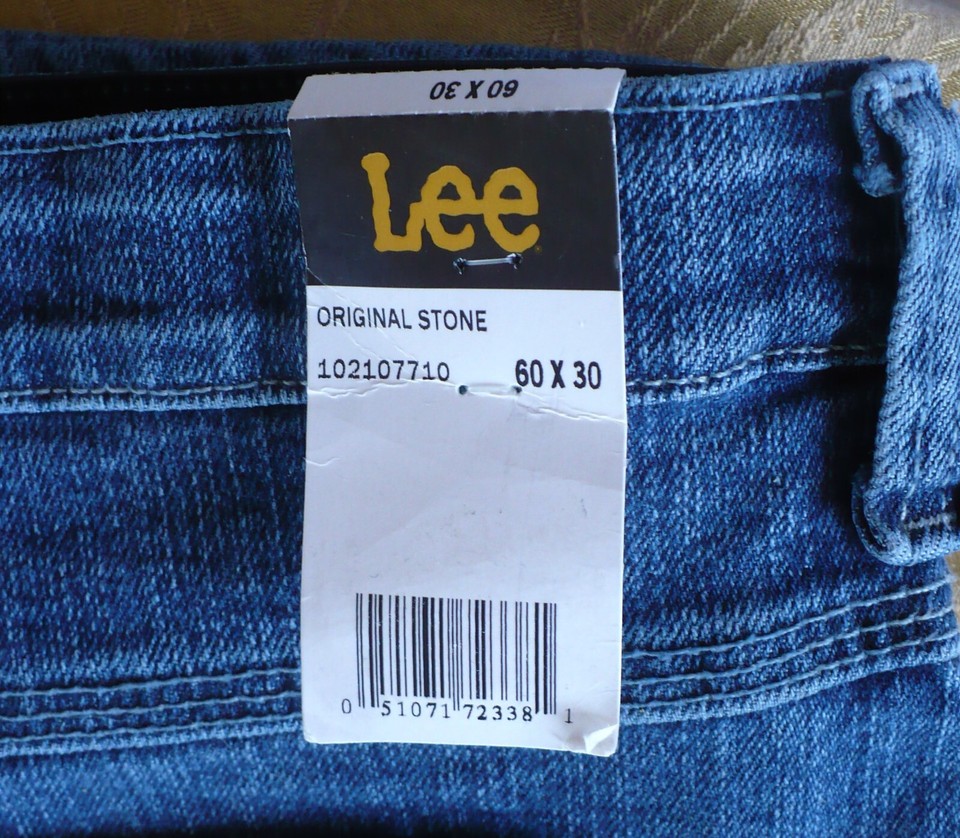 60 X 30
Lee
ORIGINAL STONE
102107710 60 X 30
0 51071 72338 1